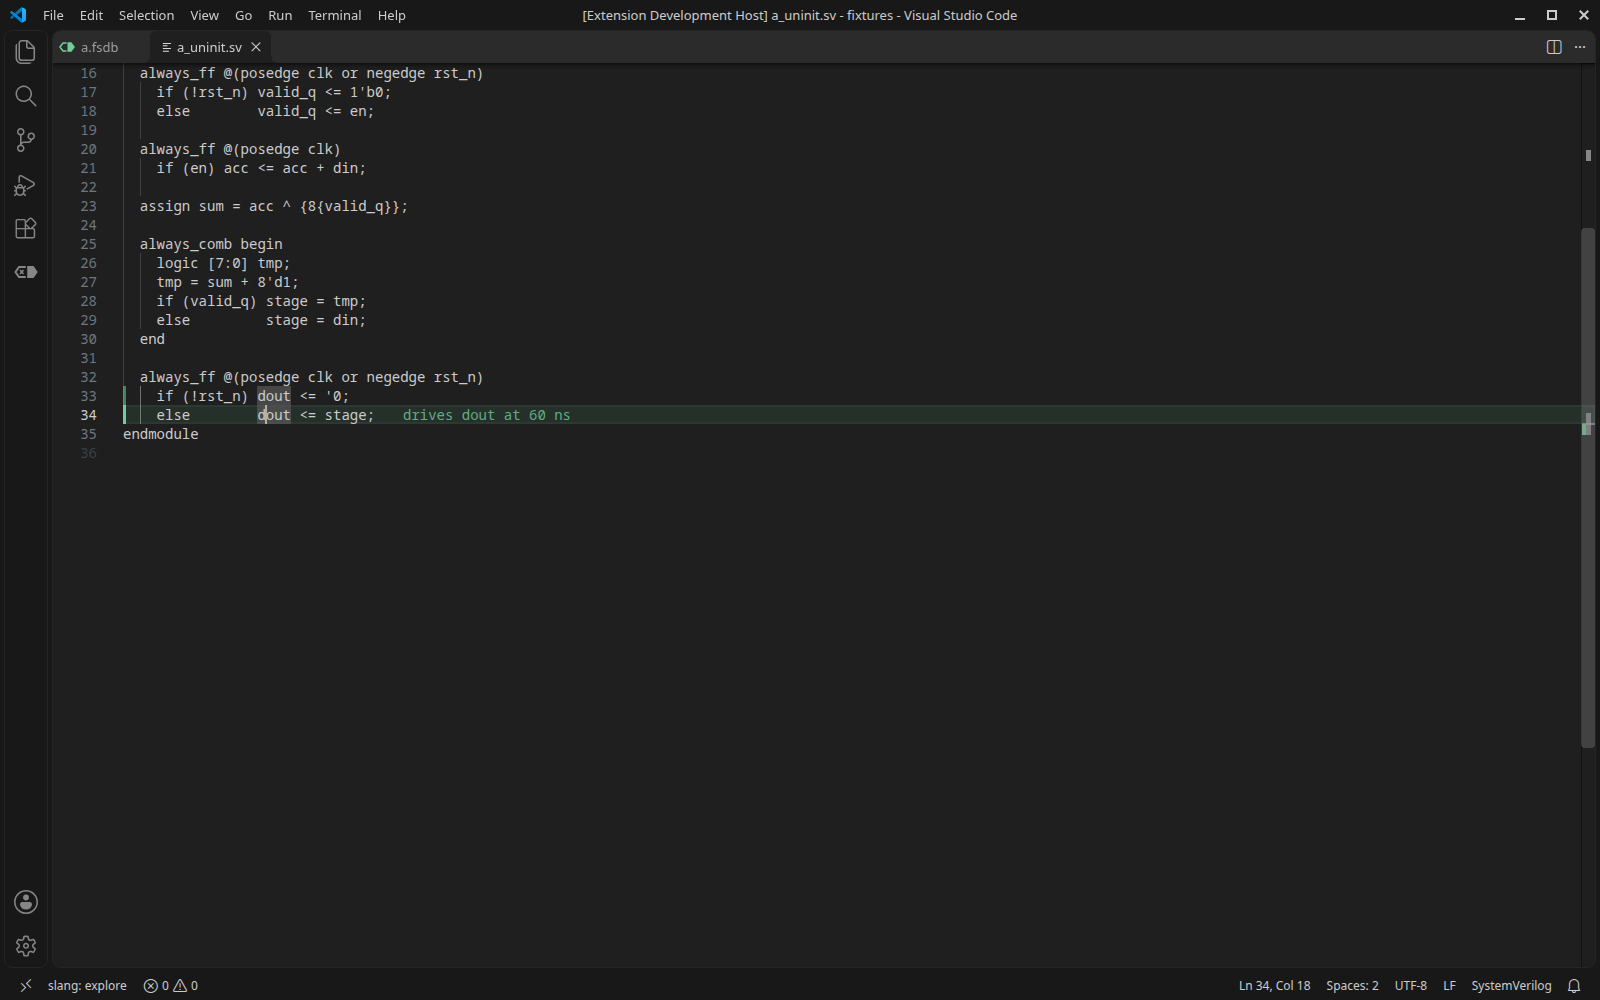 File Edit Selection View Go Run Terminal Help
[Extension Development Host] a_uninit.sv - fixtures - Visual Studio Code
a.fsdb
a_uninit.sv
16 always_ff @(posedge clk or negedge rst_n)
17 if (!rst_n) valid_q <= 1'b0;
18 else valid_q <= en;
19
20 always_ff @(posedge clk)
21 if (en) acc <= acc + din;
22
23 assign sum = acc ^ {8{valid_q}};
24
25 always_comb begin
26 logic [7:0] tmp;
27 tmp = sum + 8'd1;
28 if (valid_q) stage = tmp;
29 else stage = din;
30 end
31
32 always_ff @(posedge clk or negedge rst_n)
33 if (!rst_n) dout <= '0;
34 else dout <= stage; drives dout at 60 ns
35 endmodule
36
slang: explore 0 0
Ln 34, Col 18 Spaces: 2 UTF-8 LF SystemVerilog